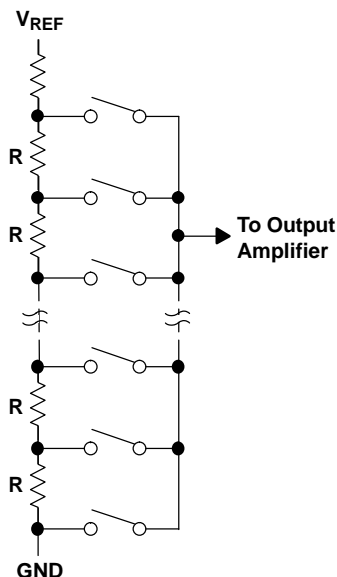 VREF
R
R
To Output
Amplifier
R
R
GND